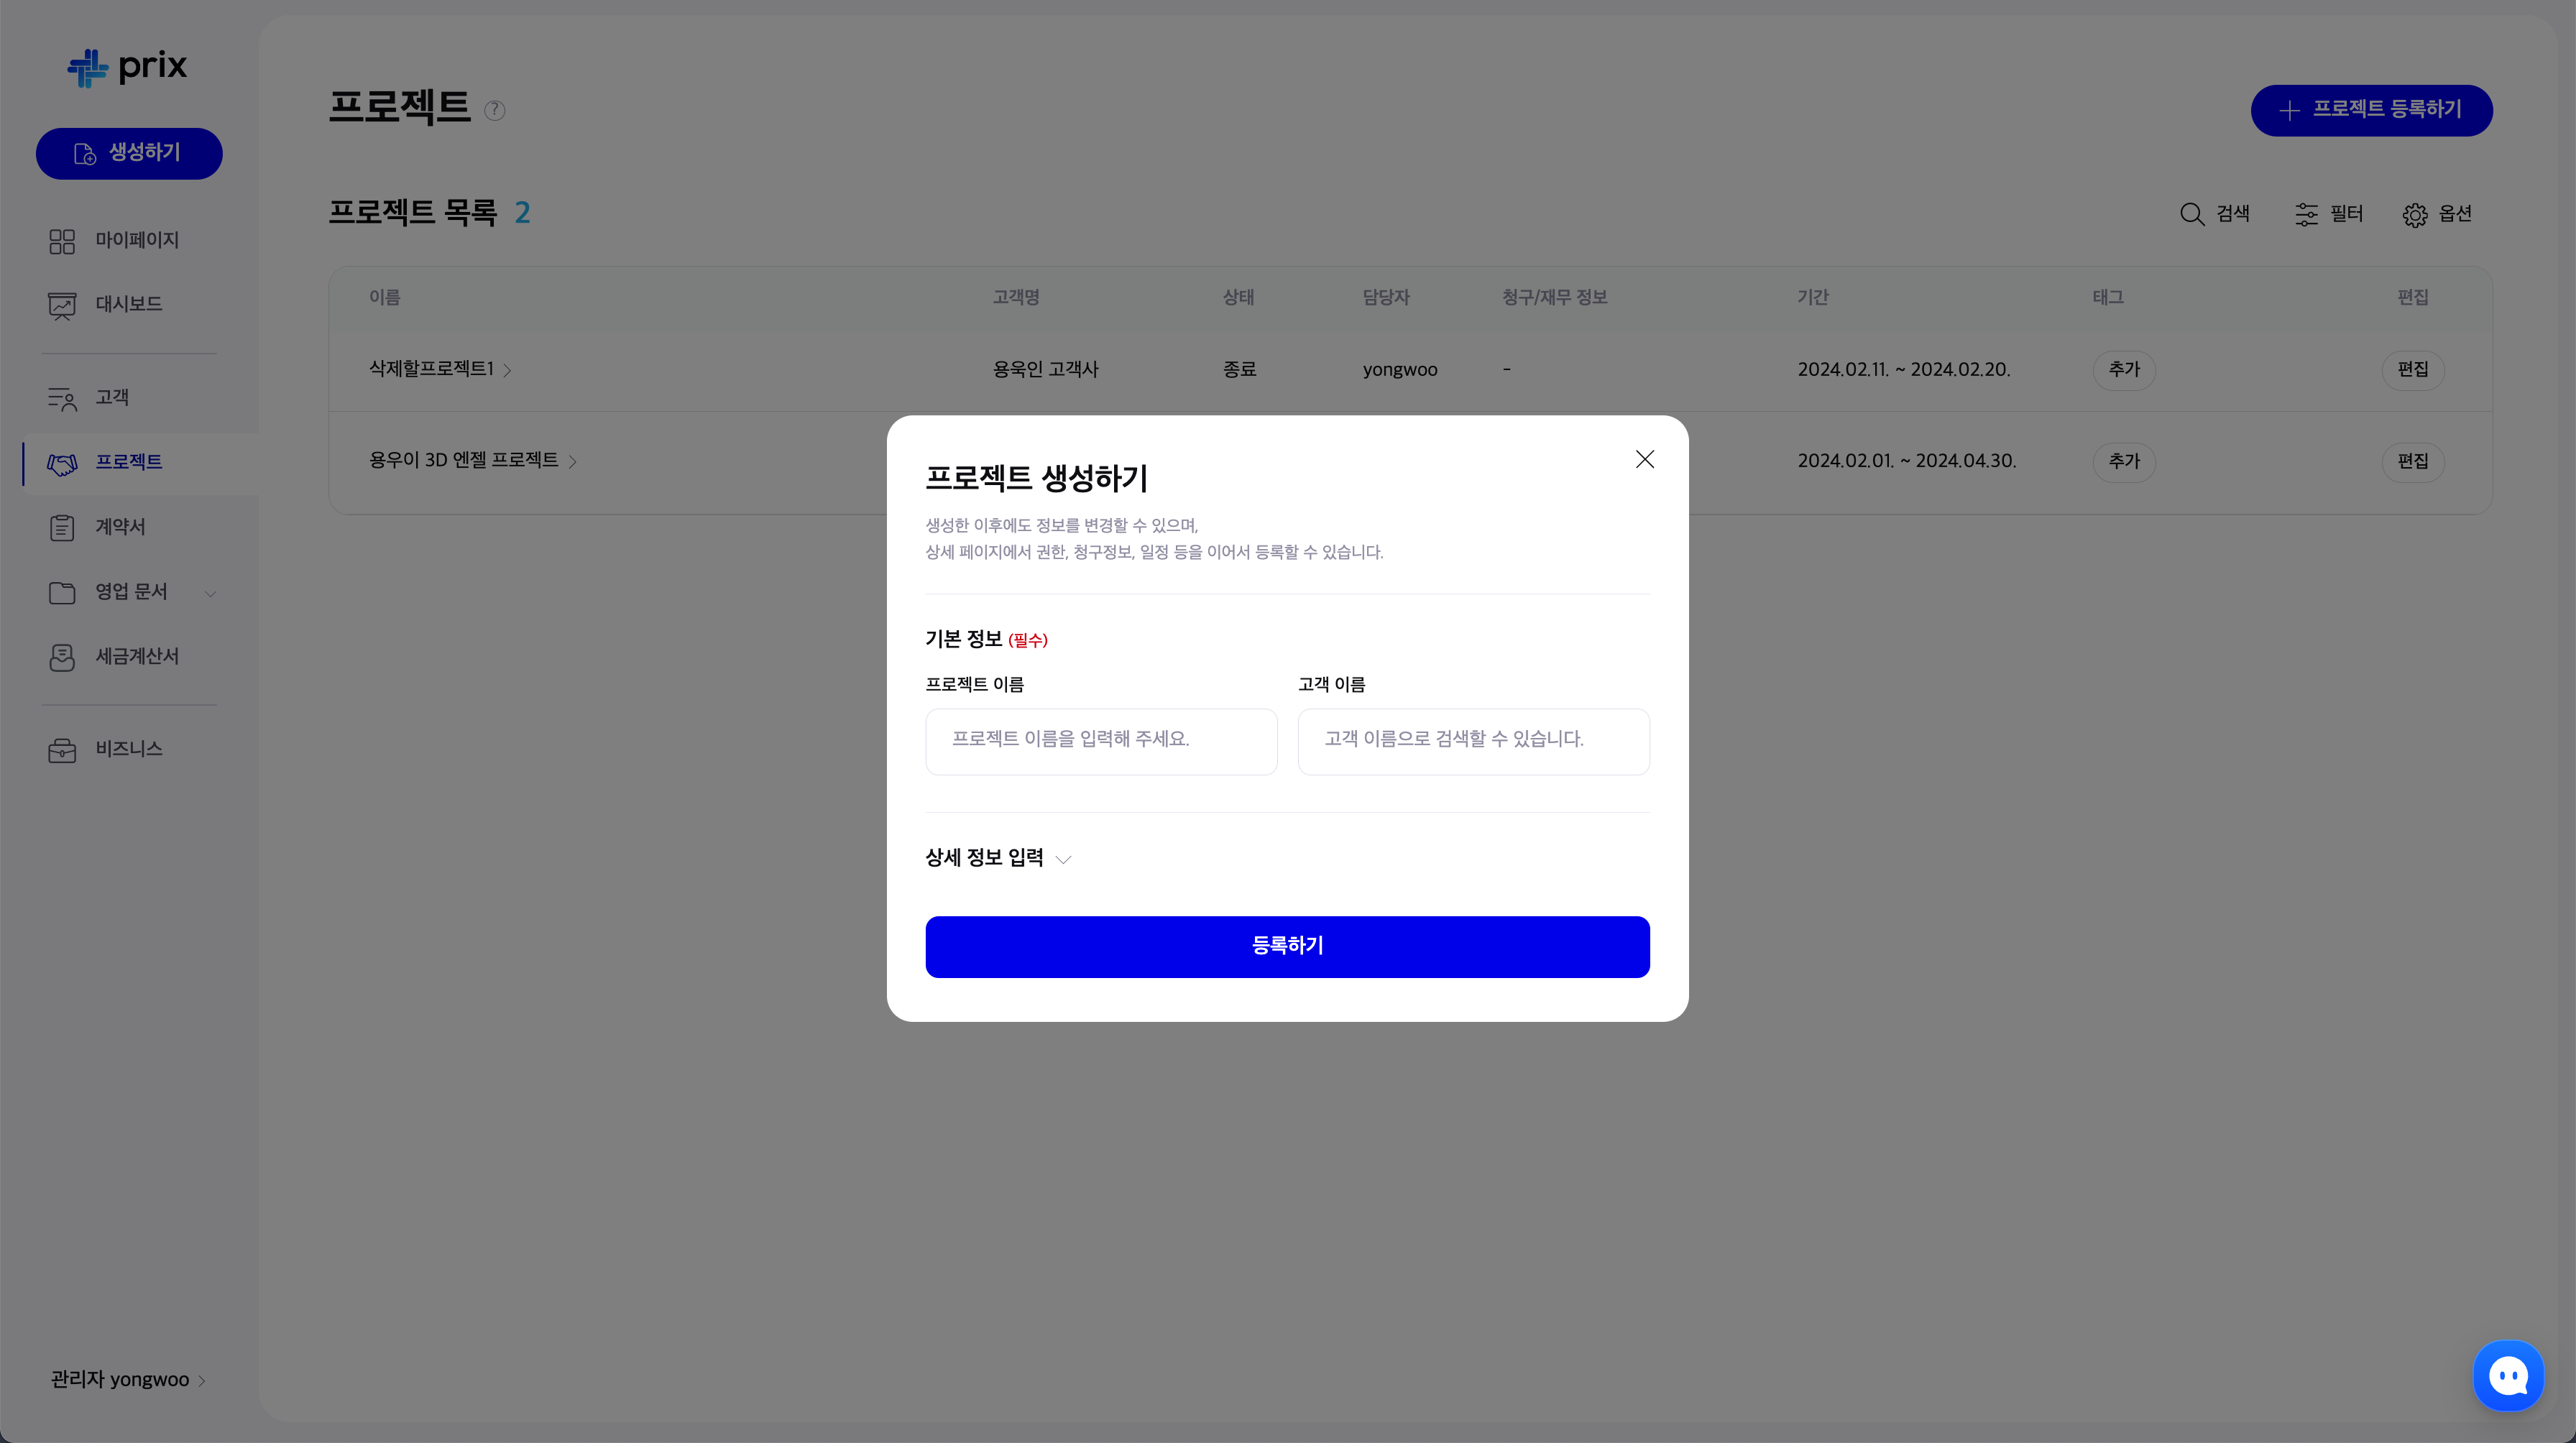 prix
생성하기
마이페이지
대시보드
고객
프로젝트
계약서
영업 문서
세금계산서
비즈니스
관리자 yongwoo
프로젝트 ?
프로젝트 등록하기
프로젝트 목록 2
검색 필터 옵션
이름 고객명 상태 담당자 청구/재무 정보 기간 태그 편집
삭제할프로젝트1 용욱인 고객사 종료 yongwoo - 2024.02.11. ~ 2024.02.20. 추가 편집
용우이 3D 엔젤 프로젝트 2024.02.01. ~ 2024.04.30. 추가 편집
프로젝트 생성하기
생성한 이후에도 정보를 변경할 수 있으며,
상세 페이지에서 권한, 청구정보, 일정 등을 이어서 등록할 수 있습니다.
기본 정보 (필수)
프로젝트 이름 고객 이름
프로젝트 이름을 입력해 주세요. 고객 이름으로 검색할 수 있습니다.
상세 정보 입력
등록하기